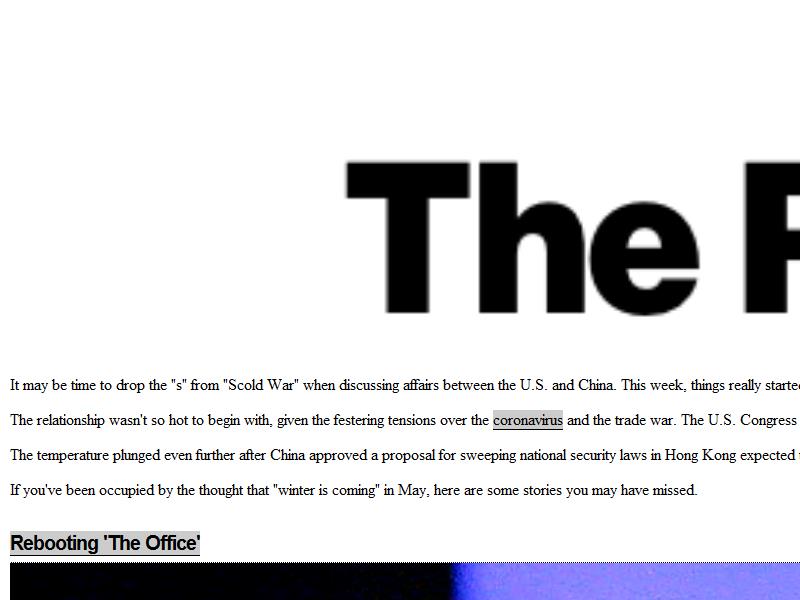 The
It may be time to drop the "s" from "Scold War" when discussing affairs between the U.S. and China. This week, things really started
The relationship wasn't so hot to begin with, given the festering tensions over the coronavirus and the trade war. The U.S. Congress
The temperature plunged even further after China approved a proposal for sweeping national security laws in Hong Kong expected
If you've been occupied by the thought that "winter is coming" in May, here are some stories you may have missed.
Rebooting 'The Office'